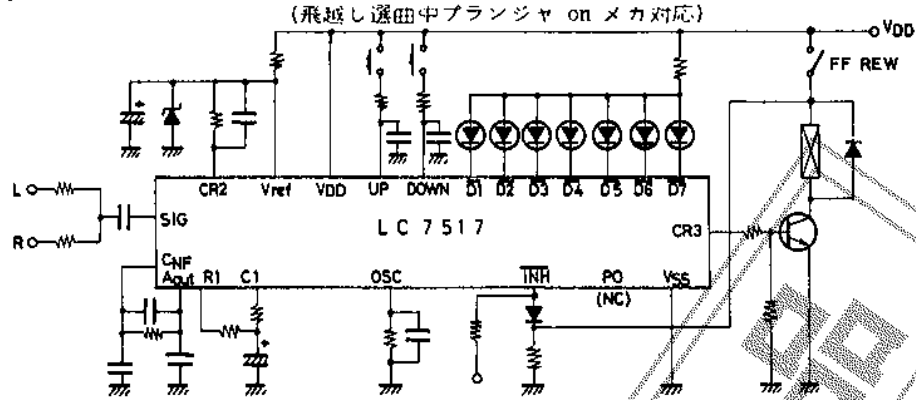 (飛越し選曲中プランジャ on メカ対応)
VDD
FF REW
CR2 Vref VDD UP DOWN D1 D2 D3 D4 D5 D6 D7
L
SIG
LC7517
CR3
R
CNF
Aout R1 C1 OSC INH PO VSS
(NC)